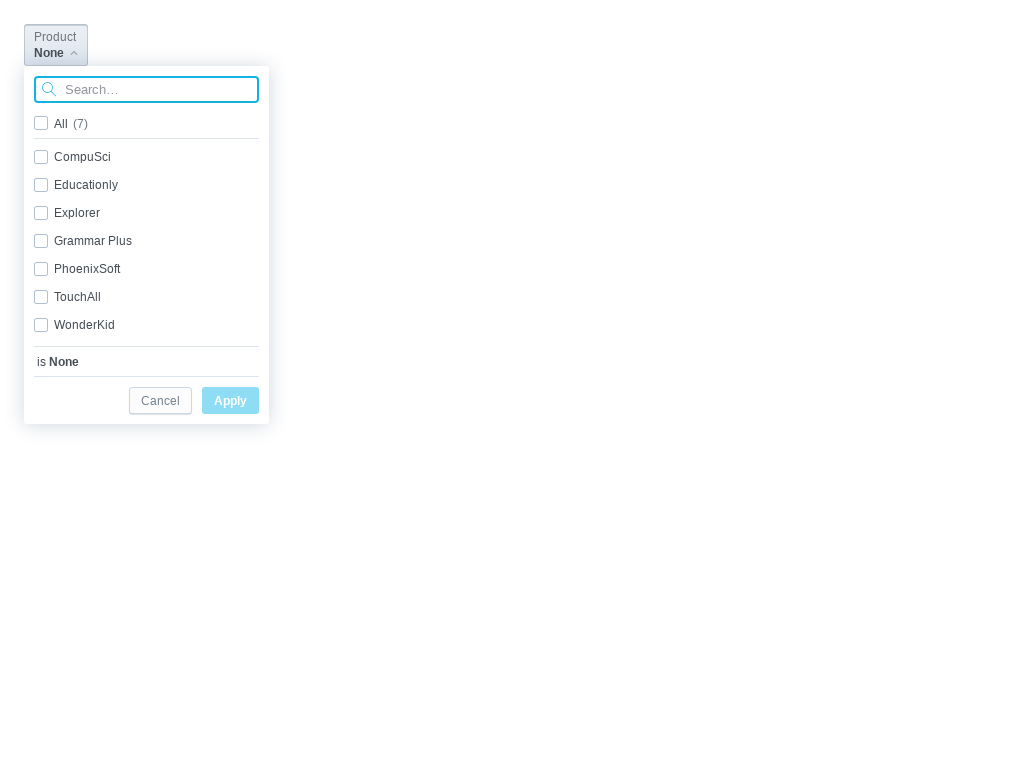 Product
None
Search…
All (7)
CompuSci
Educationly
Explorer
Grammar Plus
PhoenixSoft
TouchAll
WonderKid
is None
Cancel Apply